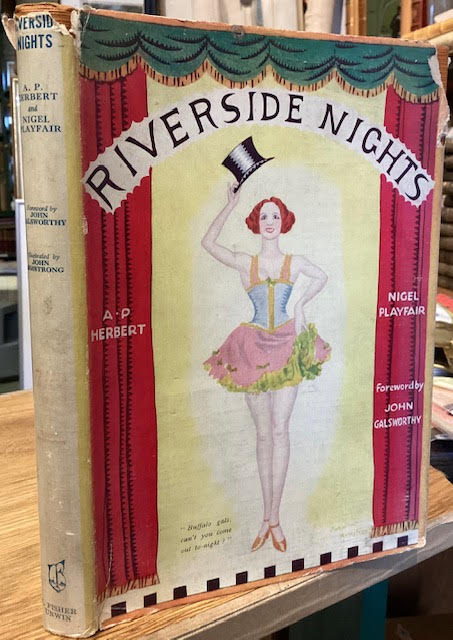 RIVERSIDE
NIGHTS
A. P.
HERBERT
and
NIGEL
PLAYFAIR
Foreword by
JOHN
GALSWORTHY
Illustrated by
JOHN
ARMSTRONG
FISHER
UNWIN
RIVERSIDE NIGHTS
A·P
HERBERT
NIGEL
PLAYFAIR
Foreword by
JOHN
GALSWORTHY
"Buffalo gals,
can't you come
out to-night?"